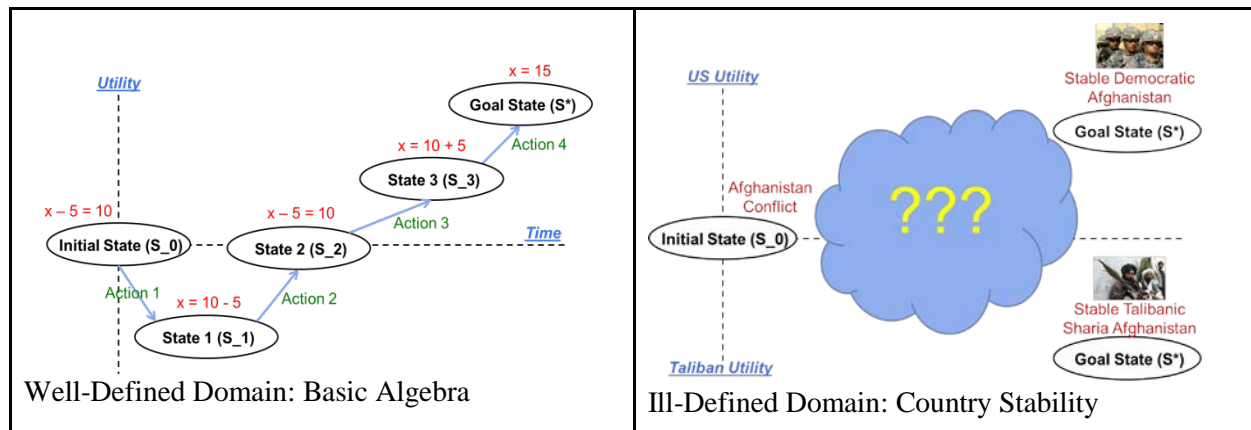 Utility
x = 15
Goal State (S*)
x = 10 + 5
Action 4
State 3 (S_3)
x – 5 = 10
x – 5 = 10
Action 3
Initial State (S_0)
State 2 (S_2)
Time
Action 1
x = 10 - 5
Action 2
State 1 (S_1)
Well-Defined Domain: Basic Algebra
US Utility
Stable Democratic
Afghanistan
Goal State (S*)
Afghanistan
Conflict
???
Initial State (S_0)
Stable Talibanic
Sharia Afghanistan
Goal State (S*)
Taliban Utility
Ill-Defined Domain: Country Stability